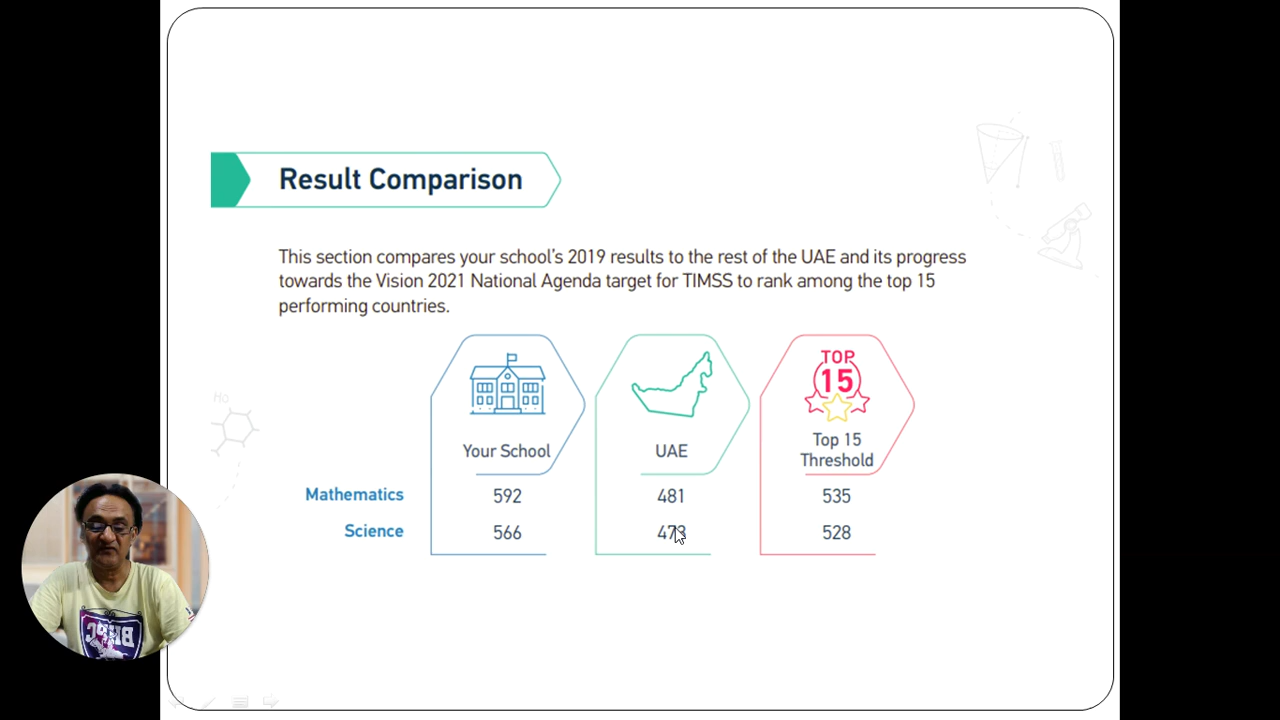 Result Comparison
This section compares your school's 2019 results to the rest of the UAE and its progress
towards the Vision 2021 National Agenda target for TIMSS to rank among the top 15
performing countries.
TOP
15
Your School
UAE
Top 15
Threshold
Mathematics 592 481 535
Science 566 473 528
Ho